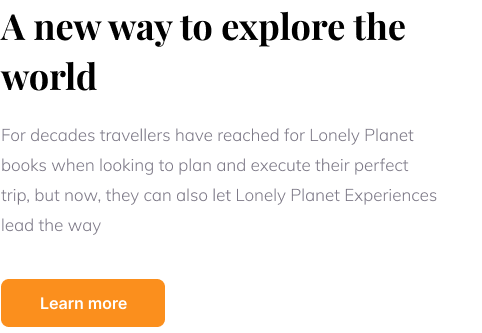 A new way to explore the
world
For decades travellers have reached for Lonely Planet
books when looking to plan and execute their perfect
trip, but now, they can also let Lonely Planet Experiences
lead the way
Learn more